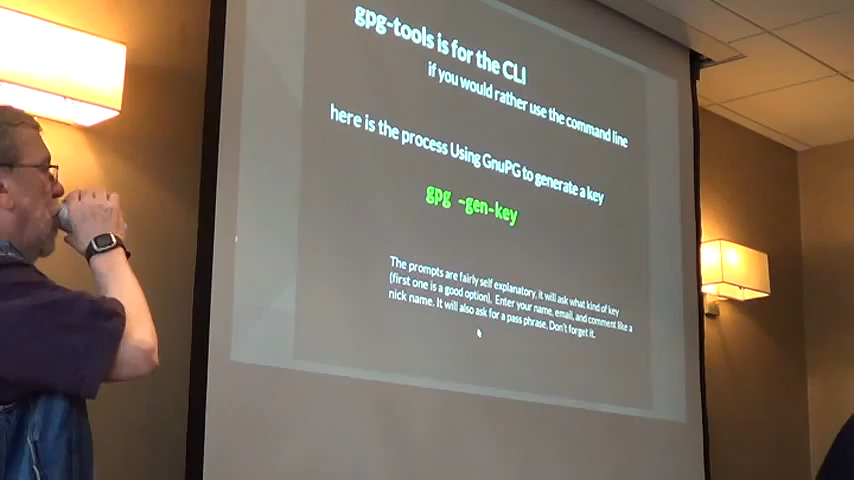 gpg-tools is for the CLI
if you would rather use the command line
here is the process Using GnuPG to generate a key
gpg -gen-key
The prompts are fairly self explanatory, it will ask what kind of key
(first one is a good option). Enter your name, email, and comment like a
nick name. It will also ask for a pass phrase. Don't forget it.